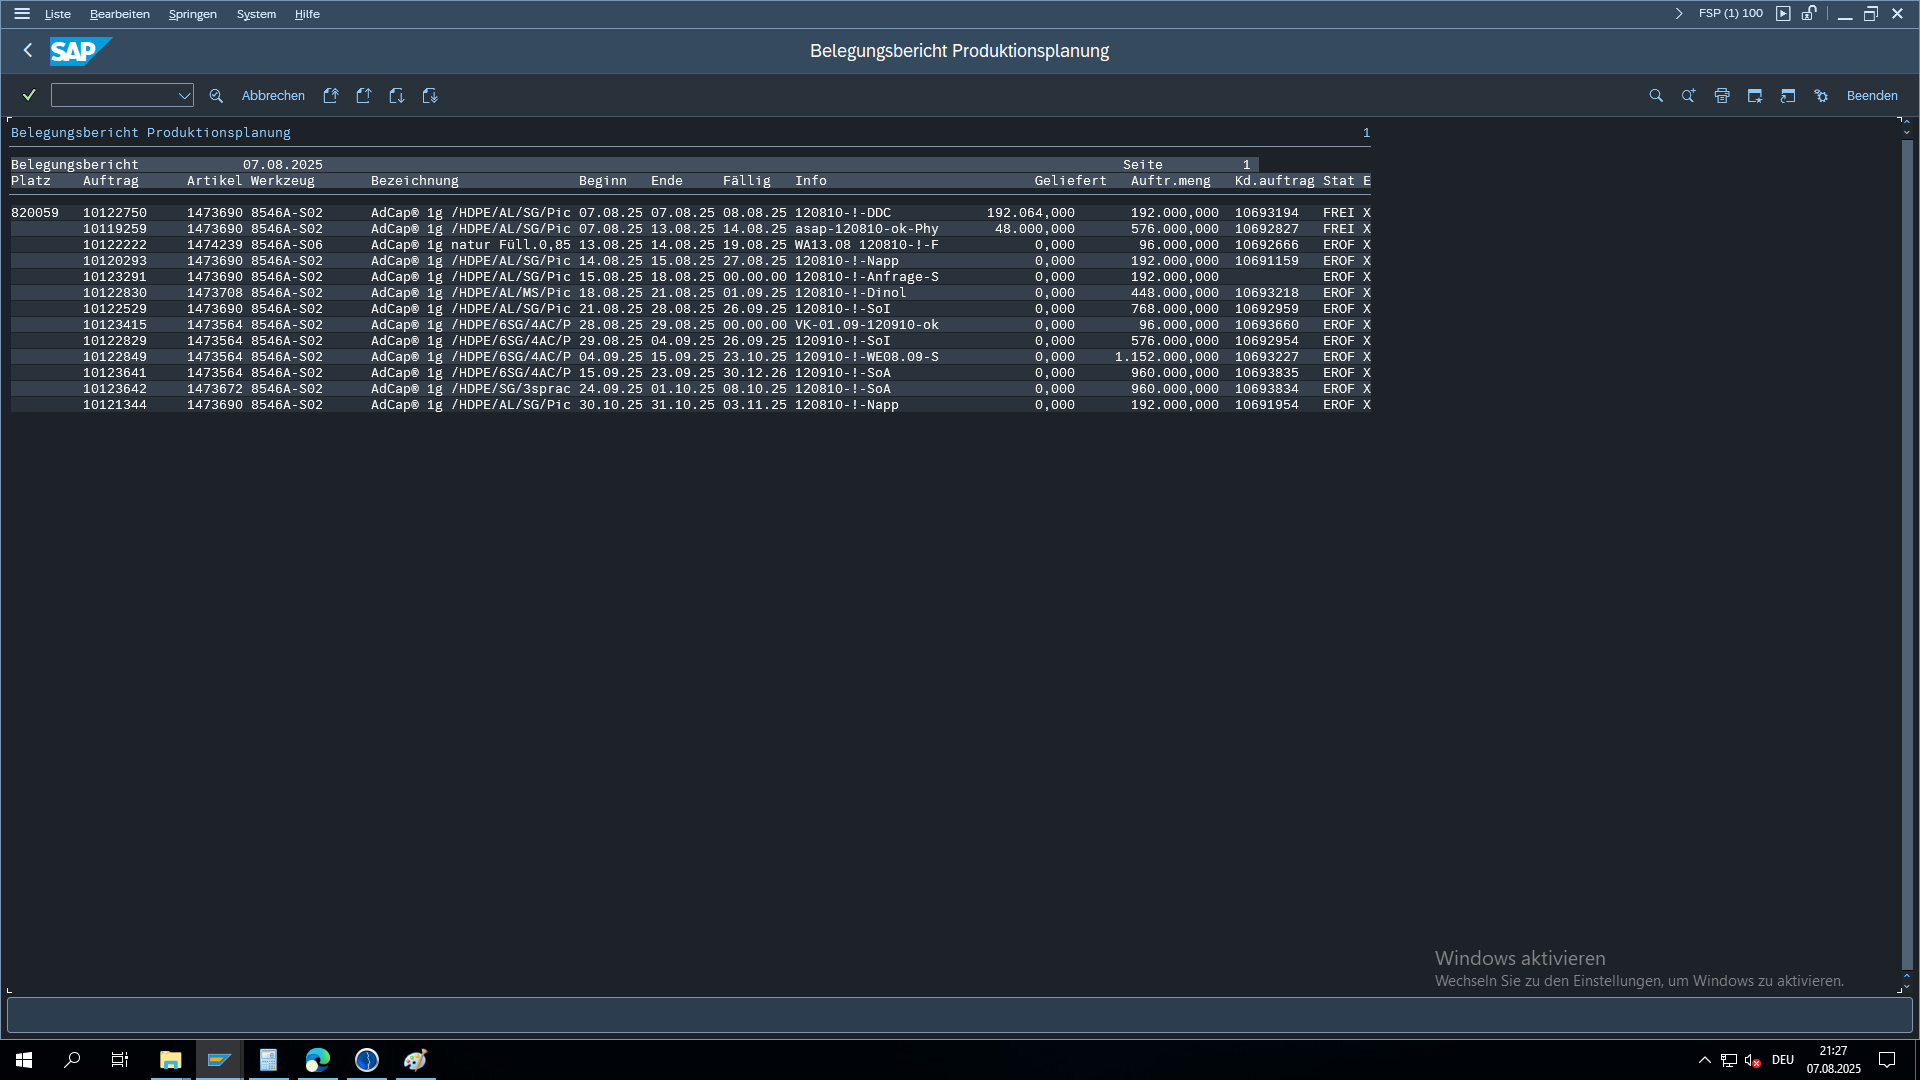 Liste Bearbeiten Springen System Hilfe FSP (1) 100
SAP Belegungsbericht Produktionsplanung
Abbrechen Beenden
Belegungsbericht Produktionsplanung 1
Belegungsbericht 07.08.2025 Seite 1
Platz Auftrag Artikel Werkzeug Bezeichnung Beginn Ende Fällig Info Geliefert Auftr.meng Kd.auftrag Stat E
820059 10122750 1473690 8546A-S02 AdCap® 1g /HDPE/AL/SG/Pic 07.08.25 07.08.25 08.08.25 120810-!-DDC 192.064,000 192.000,000 10693194 FREI X
10119259 1473690 8546A-S02 AdCap® 1g /HDPE/AL/SG/Pic 07.08.25 13.08.25 14.08.25 asap-120810-ok-Phy 48.000,000 576.000,000 10692827 FREI X
10122222 1474239 8546A-S06 AdCap® 1g natur Füll.0,85 13.08.25 14.08.25 19.08.25 WA13.08 120810-!-F 0,000 96.000,000 10692666 EROF X
10120293 1473690 8546A-S02 AdCap® 1g /HDPE/AL/SG/Pic 14.08.25 15.08.25 27.08.25 120810-!-Napp 0,000 192.000,000 10691159 EROF X
10123291 1473690 8546A-S02 AdCap® 1g /HDPE/AL/SG/Pic 15.08.25 18.08.25 00.00.00 120810-!-Anfrage-S 0,000 192.000,000 EROF X
10122830 1473708 8546A-S02 AdCap® 1g /HDPE/AL/MS/Pic 18.08.25 21.08.25 01.09.25 120810-!-Dinol 0,000 448.000,000 10693218 EROF X
10122529 1473690 8546A-S02 AdCap® 1g /HDPE/AL/SG/Pic 21.08.25 28.08.25 26.09.25 120810-!-SoI 0,000 768.000,000 10692959 EROF X
10123415 1473564 8546A-S02 AdCap® 1g /HDPE/6SG/4AC/P 28.08.25 29.08.25 00.00.00 VK-01.09-120910-ok 0,000 96.000,000 10693660 EROF X
10122829 1473564 8546A-S02 AdCap® 1g /HDPE/6SG/4AC/P 29.08.25 04.09.25 26.09.25 120910-!-SoI 0,000 576.000,000 10692954 EROF X
10122849 1473564 8546A-S02 AdCap® 1g /HDPE/6SG/4AC/P 04.09.25 15.09.25 23.10.25 120910-!-WE08.09-S 0,000 1.152.000,000 10693227 EROF X
10123641 1473564 8546A-S02 AdCap® 1g /HDPE/6SG/4AC/P 15.09.25 23.09.25 30.12.26 120910-!-SoA 0,000 960.000,000 10693835 EROF X
10123642 1473672 8546A-S02 AdCap® 1g /HDPE/SG/3sprac 24.09.25 01.10.25 08.10.25 120810-!-SoA 0,000 960.000,000 10693834 EROF X
10121344 1473690 8546A-S02 AdCap® 1g /HDPE/AL/SG/Pic 30.10.25 31.10.25 03.11.25 120810-!-Napp 0,000 192.000,000 10691954 EROF X
Windows aktivieren
Wechseln Sie zu den Einstellungen, um Windows zu aktivieren.
DEU 21:27
07.08.2025